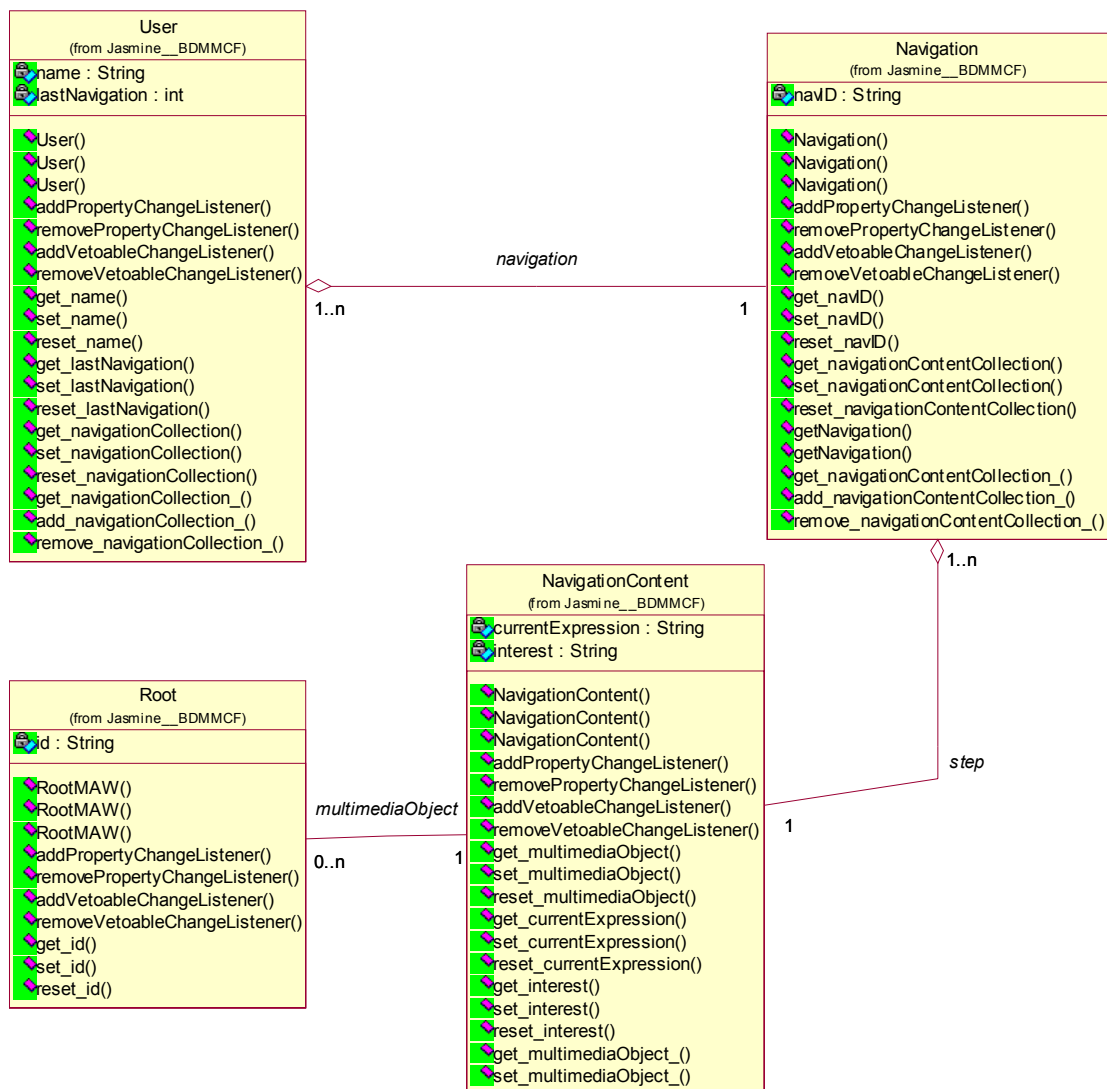 User
(from Jasmine__BDMMCF)
name : String
lastNavigation : int
User()
User()
User()
addPropertyChangeListener()
removePropertyChangeListener()
addVetoableChangeListener()
removeVetoableChangeListener()
get_name()
set_name()
reset_name()
get_lastNavigation()
set_lastNavigation()
reset_lastNavigation()
get_navigationCollection()
set_navigationCollection()
reset_navigationCollection()
get_navigationCollection_()
add_navigationCollection_()
remove_navigationCollection_()
navigation
1..n
1
Navigation
(from Jasmine__BDMMCF)
navID : String
Navigation()
Navigation()
Navigation()
addPropertyChangeListener()
removePropertyChangeListener()
addVetoableChangeListener()
removeVetoableChangeListener()
get_navID()
set_navID()
reset_navID()
get_navigationContentCollection()
set_navigationContentCollection()
reset_navigationContentCollection()
getNavigation()
getNavigation()
get_navigationContentCollection_()
add_navigationContentCollection_()
remove_navigationContentCollection_()
1..n
step
1
NavigationContent
(from Jasmine__BDMMCF)
currentExpression : String
interest : String
NavigationContent()
NavigationContent()
NavigationContent()
addPropertyChangeListener()
removePropertyChangeListener()
addVetoableChangeListener()
removeVetoableChangeListener()
get_multimediaObject()
set_multimediaObject()
reset_multimediaObject()
get_currentExpression()
set_currentExpression()
reset_currentExpression()
get_interest()
set_interest()
reset_interest()
get_multimediaObject_()
set_multimediaObject_()
multimediaObject
0..n
1
Root
(from Jasmine__BDMMCF)
id : String
RootMAW()
RootMAW()
RootMAW()
addPropertyChangeListener()
removePropertyChangeListener()
addVetoableChangeListener()
removeVetoableChangeListener()
get_id()
set_id()
reset_id()